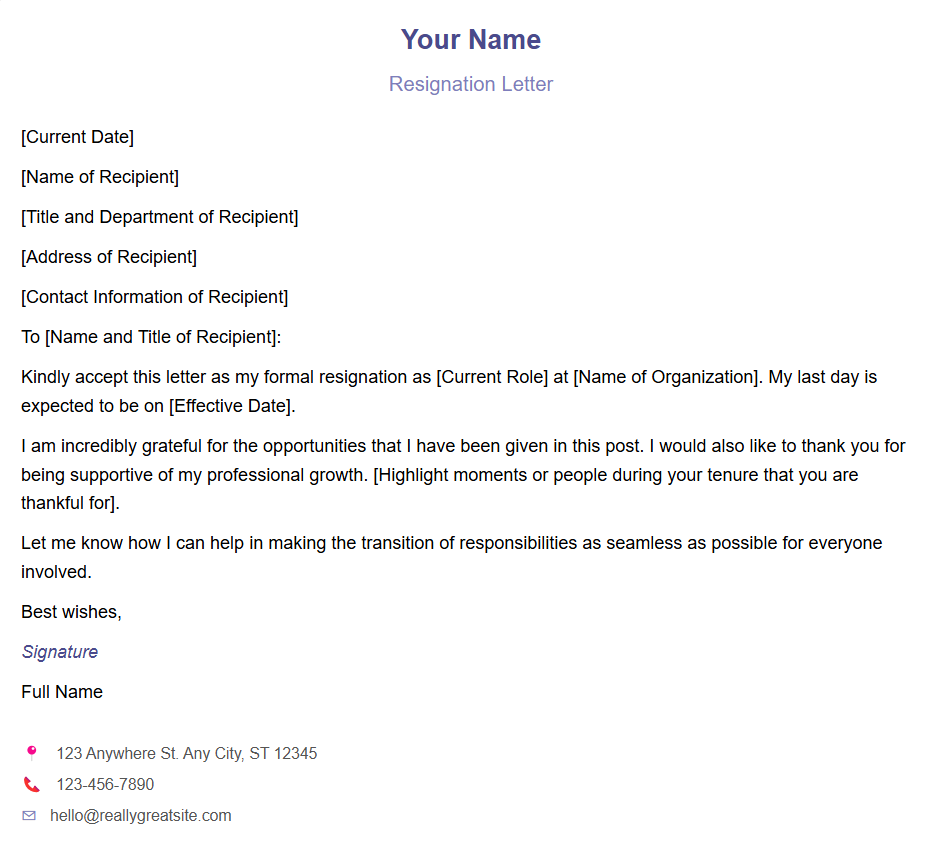 Your Name
Resignation Letter
[Current Date]
[Name of Recipient]
[Title and Department of Recipient]
[Address of Recipient]
[Contact Information of Recipient]
To [Name and Title of Recipient]:
Kindly accept this letter as my formal resignation as [Current Role] at [Name of Organization]. My last day is
expected to be on [Effective Date].
I am incredibly grateful for the opportunities that I have been given in this post. I would also like to thank you for
being supportive of my professional growth. [Highlight moments or people during your tenure that you are
thankful for].
Let me know how I can help in making the transition of responsibilities as seamless as possible for everyone
involved.
Best wishes,
Signature
Full Name
123 Anywhere St. Any City, ST 12345
123-456-7890
hello@reallygreatsite.com